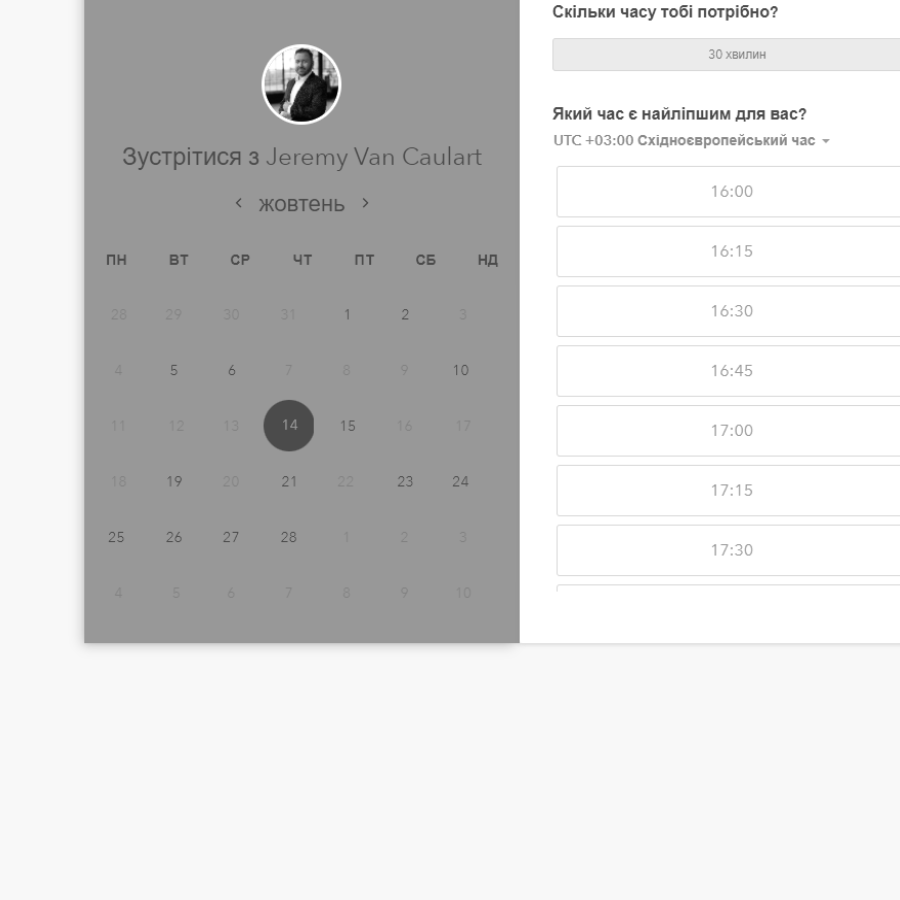 Зустрітися з Jeremy Van Caulart
жовтень
ПН ВТ СР ЧТ ПТ СБ НД
28 29 30 31 1 2 3
4 5 6 7 8 9 10
11 12 13 14 15 16 17
18 19 20 21 22 23 24
25 26 27 28 1 2 3
4 5 6 7 8 9 10
Скільки часу тобі потрібно?
30 хвилин
Який час є найліпшим для вас?
UTC +03:00 Східноєвропейський час
16:00
16:15
16:30
16:45
17:00
17:15
17:30